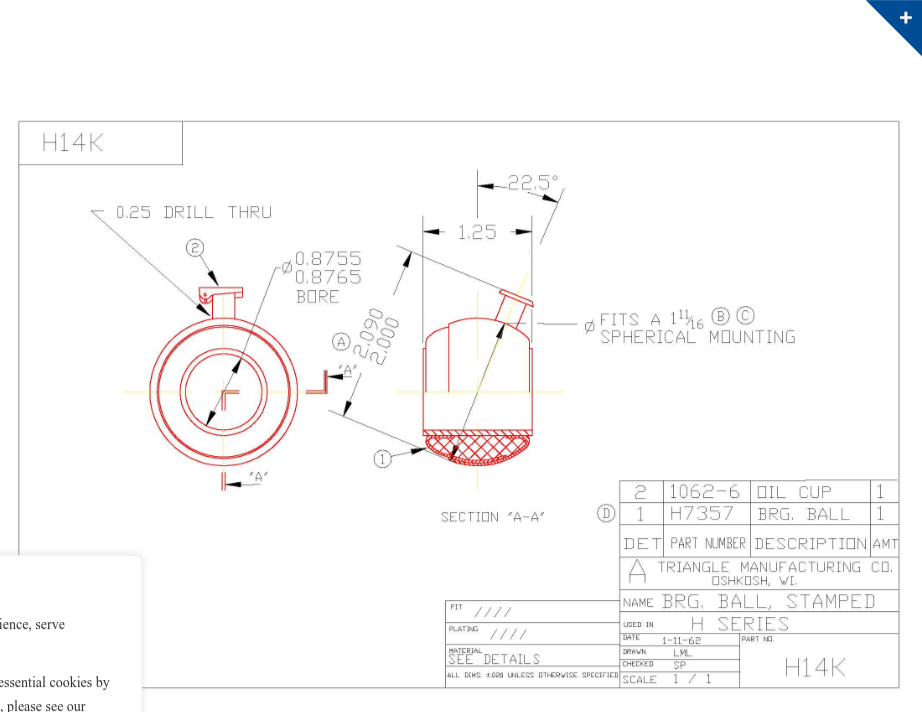 H14K
22.5°
0.25 DRILL THRU
1.25
2
Ø 0.8755
0.8765
BORE
Ø FITS A 1 11/16 B C
SPHERICAL MOUNTING
A 2.090
2.000
"A"
1
"A"
SECTION "A-A"
2 1062-6 OIL CUP 1
D 1 H7357 BRG. BALL 1
DET PART NUMBER DESCRIPTION AMT
A TRIANGLE MANUFACTURING CO.
OSHKOSH, WI.
NAME BRG. BALL, STAMPED
USED IN H SERIES
FIT ////
PLATING ////
MATERIAL
SEE DETAILS
ALL DIMS. ±.020 UNLESS OTHERWISE SPECIFIED
DATE 1-11-62
DRAWN LML
CHECKED SP
SCALE 1 / 1
PART NO.
H14K
ience, serve
essential cookies by
, please see our